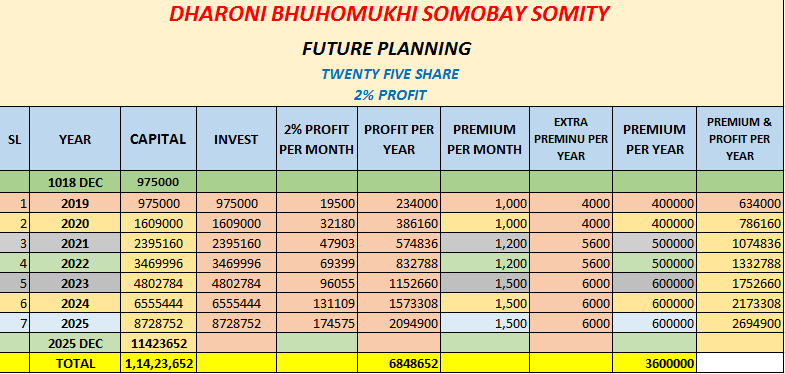 DHARONI BHUHOMUKHI SOMOBAY SOMITY
FUTURE PLANNING
TWENTY FIVE SHARE
2% PROFIT
SL YEAR CAPITAL INVEST 2% PROFIT PER MONTH PROFIT PER YEAR PREMIUM PER MONTH EXTRA PREMINU PER YEAR PREMIUM PER YEAR PREMIUM & PROFIT PER YEAR
1018 DEC 975000
1 2019 975000 975000 19500 234000 1,000 4000 400000 634000
2 2020 1609000 1609000 32180 386160 1,000 4000 400000 786160
3 2021 2395160 2395160 47903 574836 1,200 5600 500000 1074836
4 2022 3469996 3469996 69399 832788 1,200 5600 500000 1332788
5 2023 4802784 4802784 96055 1152660 1,500 6000 600000 1752660
6 2024 6555444 6555444 131109 1573308 1,500 6000 600000 2173308
7 2025 8728752 8728752 174575 2094900 1,500 6000 600000 2694900
2025 DEC 11423652
TOTAL 1,14,23,652 6848652 3600000